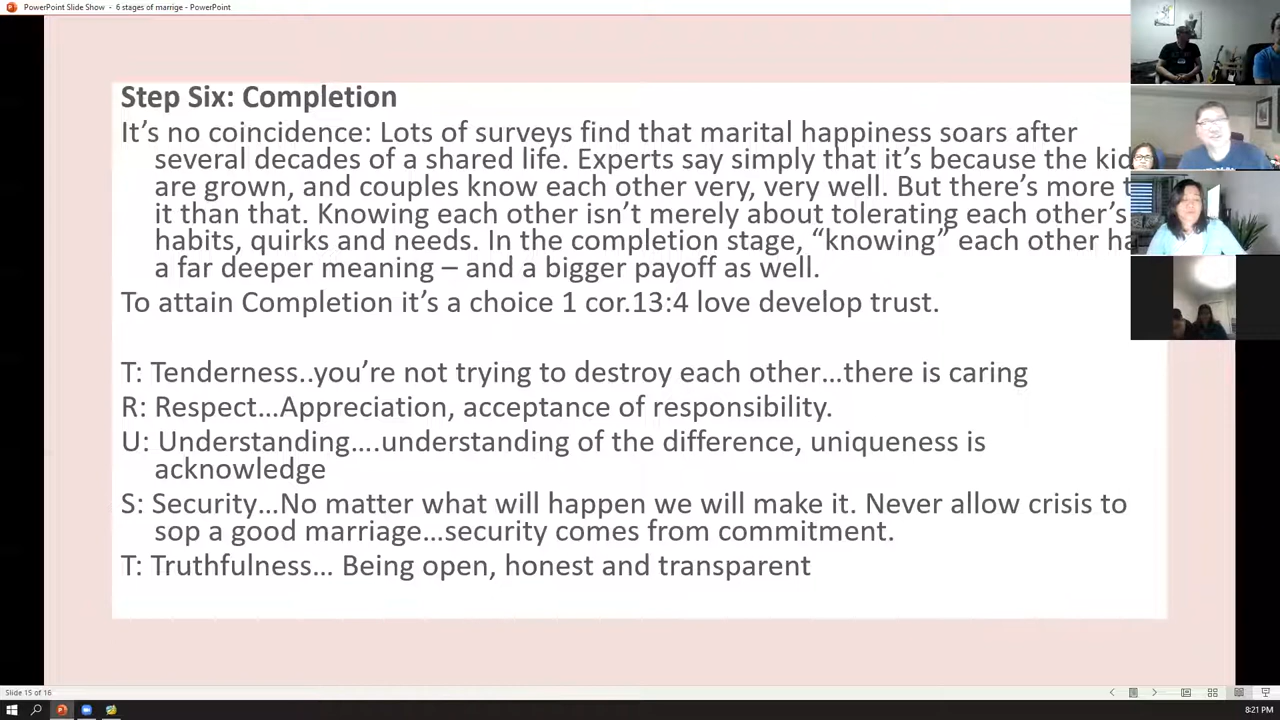 PowerPoint Slide Show - 6 stages of marrige - PowerPoint
Step Six: Completion
It’s no coincidence: Lots of surveys find that marital happiness soars after
several decades of a shared life. Experts say simply that it’s because the kid
are grown, and couples know each other very, very well. But there’s more t
it than that. Knowing each other isn’t merely about tolerating each other’s
habits, quirks and needs. In the completion stage, “knowing” each other ha
a far deeper meaning – and a bigger payoff as well.
To attain Completion it’s a choice 1 cor.13:4 love develop trust.
T: Tenderness..you’re not trying to destroy each other…there is caring
R: Respect…Appreciation, acceptance of responsibility.
U: Understanding….understanding of the difference, uniqueness is
acknowledge
S: Security…No matter what will happen we will make it. Never allow crisis to
sop a good marriage…security comes from commitment.
T: Truthfulness… Being open, honest and transparent
Slide 15 of 16
8:21 PM